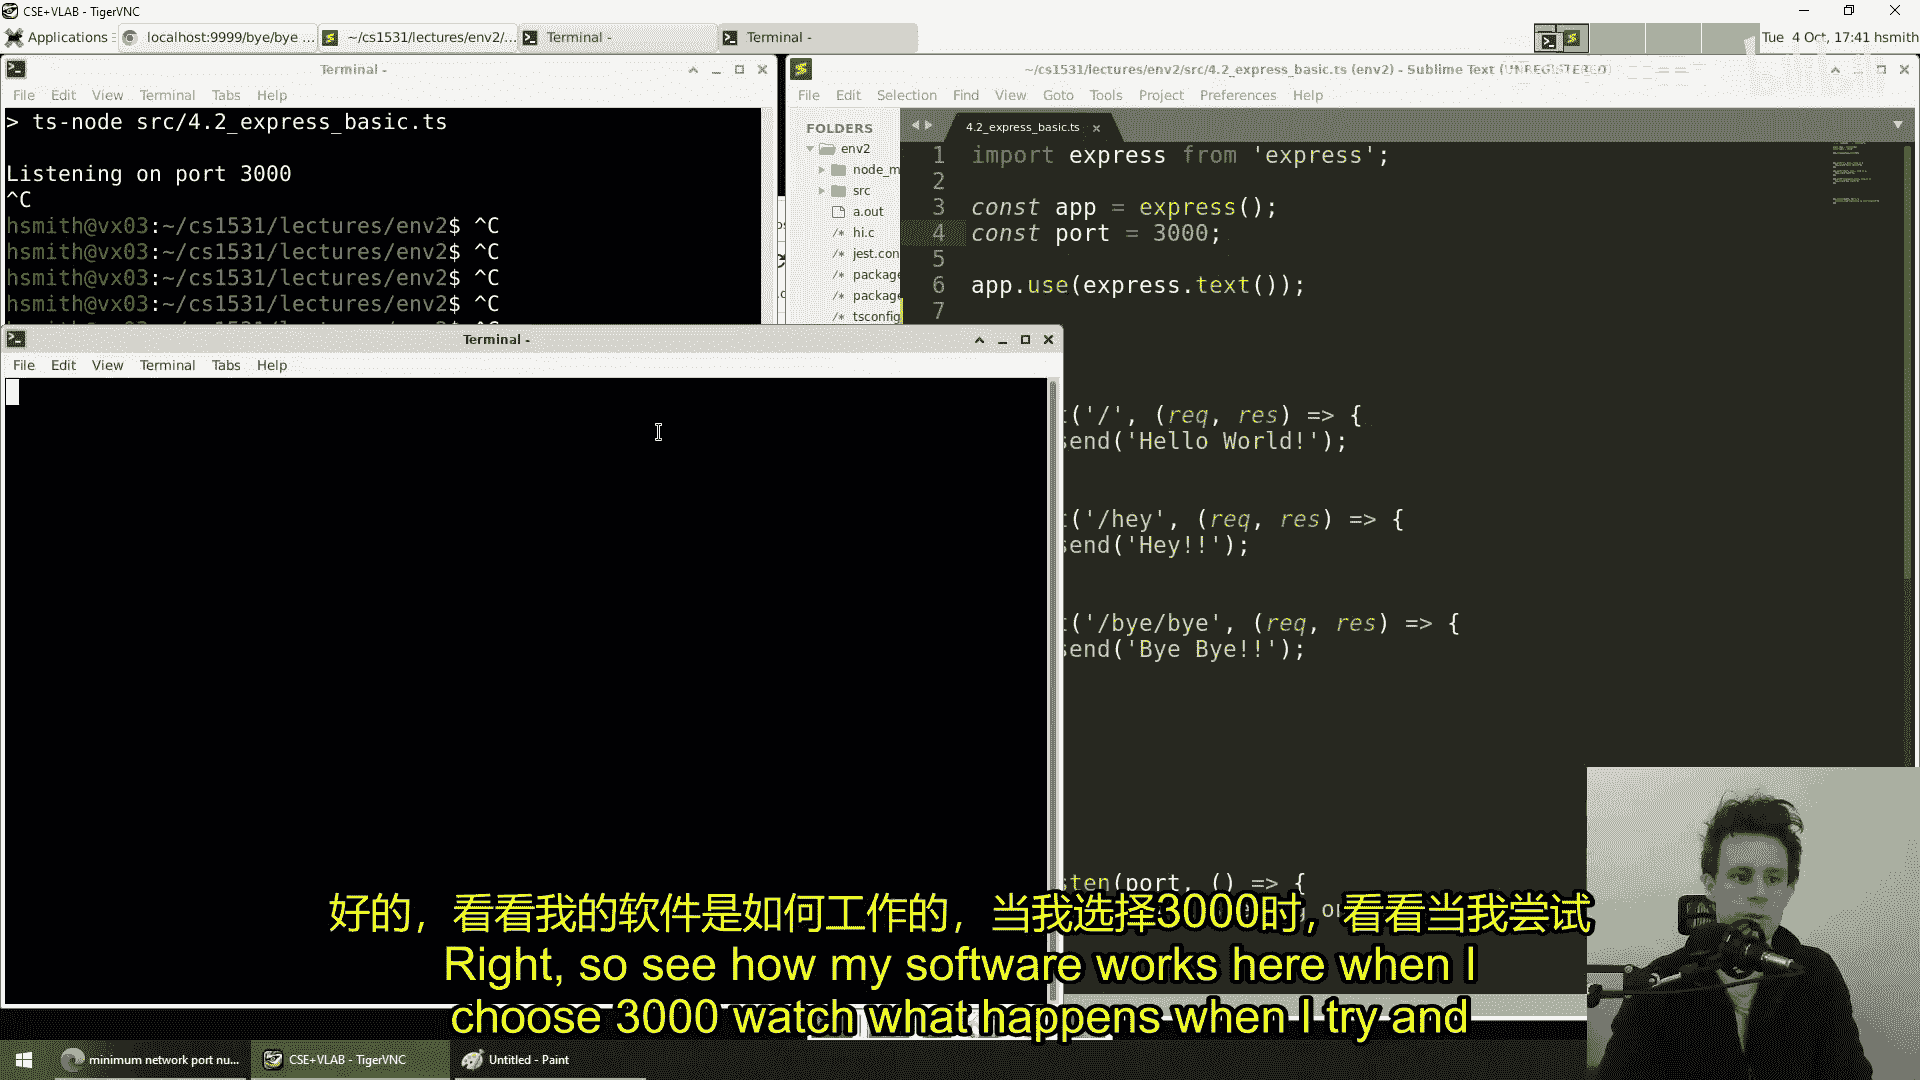 CSE+VLAB - TigerVNC
Applications
localhost:9999/bye/bye ...
~/cs1531/lectures/env2/...
Terminal -
Terminal -
Tue 4 Oct, 17:41 hsmith
Terminal -
File Edit View Terminal Tabs Help
> ts-node src/4.2_express_basic.ts
Listening on port 3000
^C
hsmith@vx03:~/cs1531/lectures/env2$ ^C
hsmith@vx03:~/cs1531/lectures/env2$ ^C
hsmith@vx03:~/cs1531/lectures/env2$ ^C
hsmith@vx03:~/cs1531/lectures/env2$ ^C
~/cs1531/lectures/env2/src/4.2_express_basic.ts (env2) - Sublime Text (UNREGISTERED)
File Edit Selection Find View Goto Tools Project Preferences Help
FOLDERS
env2
node_m
src
a.out
/* hi.c
/* jest.con
/* package
/* package
/* tsconfig
4.2_express_basic.ts
1 import express from 'express';
2
3 const app = express();
4 const port = 3000;
5
6 app.use(express.text());
7
t('/', (req, res) => {
send('Hello World!');
t('/hey', (req, res) => {
send('Hey!!');
t('/bye/bye', (req, res) => {
send('Bye Bye!!');
sten(port, () => {
Terminal -
File Edit View Terminal Tabs Help
好的，看看我的软件是如何工作的，当我选择3000时，看看当我尝试
Right, so see how my software works here when I
choose 3000 watch what happens when I try and
minimum network port nu...
CSE+VLAB - TigerVNC
Untitled - Paint